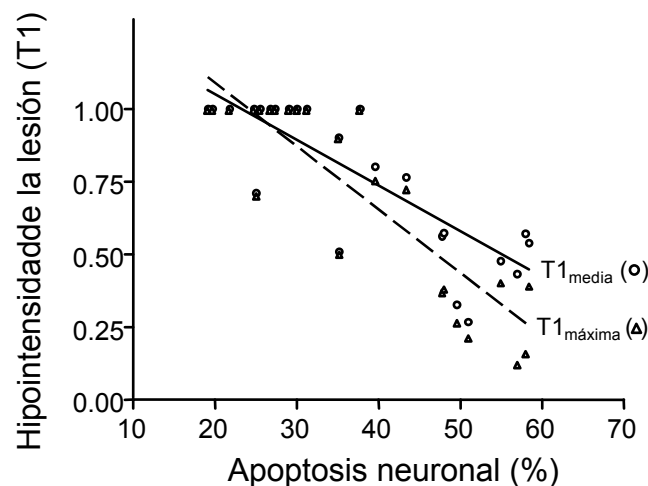 Hipointensidadde la lesión (T1)
1.00
0.75
0.50
0.25
0.00
T1media (o)
T1máxima (△)
10 20 30 40 50 60 70
Apoptosis neuronal (%)